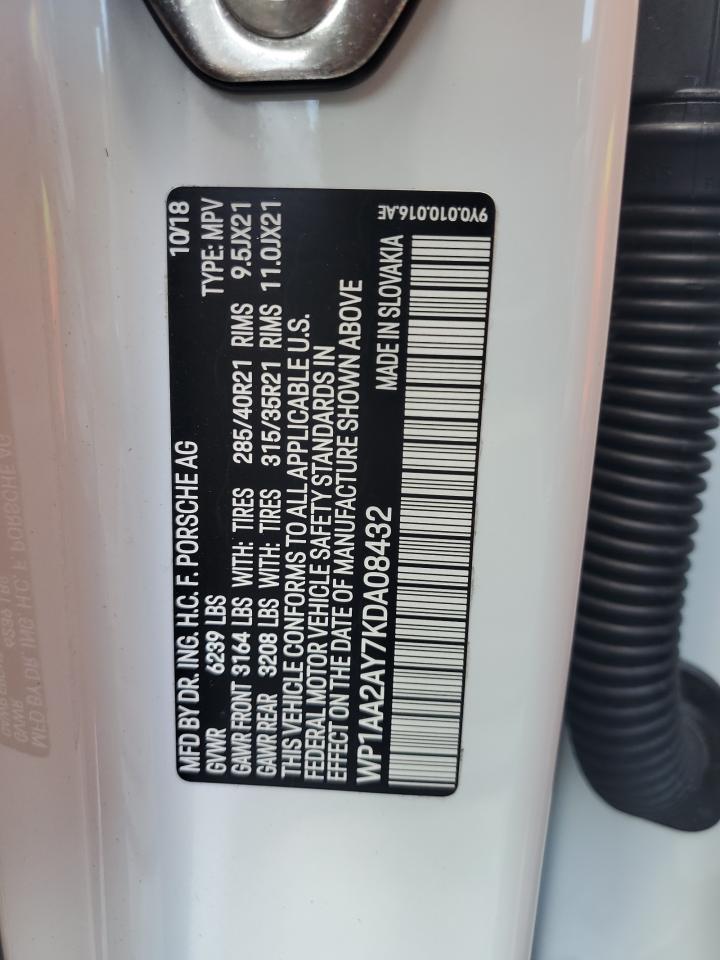 MFD BY DR. ING. H.C. F. PORSCHE AG 10/18
GVWR 6239 LBS TYPE: MPV
GAWR FRONT 3164 LBS WITH: TIRES 285/40R21 RIMS 9.5JX21
GAWR REAR 3208 LBS WITH: TIRES 315/35R21 RIMS 11.0JX21
THIS VEHICLE CONFORMS TO ALL APPLICABLE U.S.
FEDERAL MOTOR VEHICLE SAFETY STANDARDS IN
EFFECT ON THE DATE OF MANUFACTURE SHOWN ABOVE
WP1AA2AY7KDA08432 MADE IN SLOVAKIA
9Y0.010.016.AE